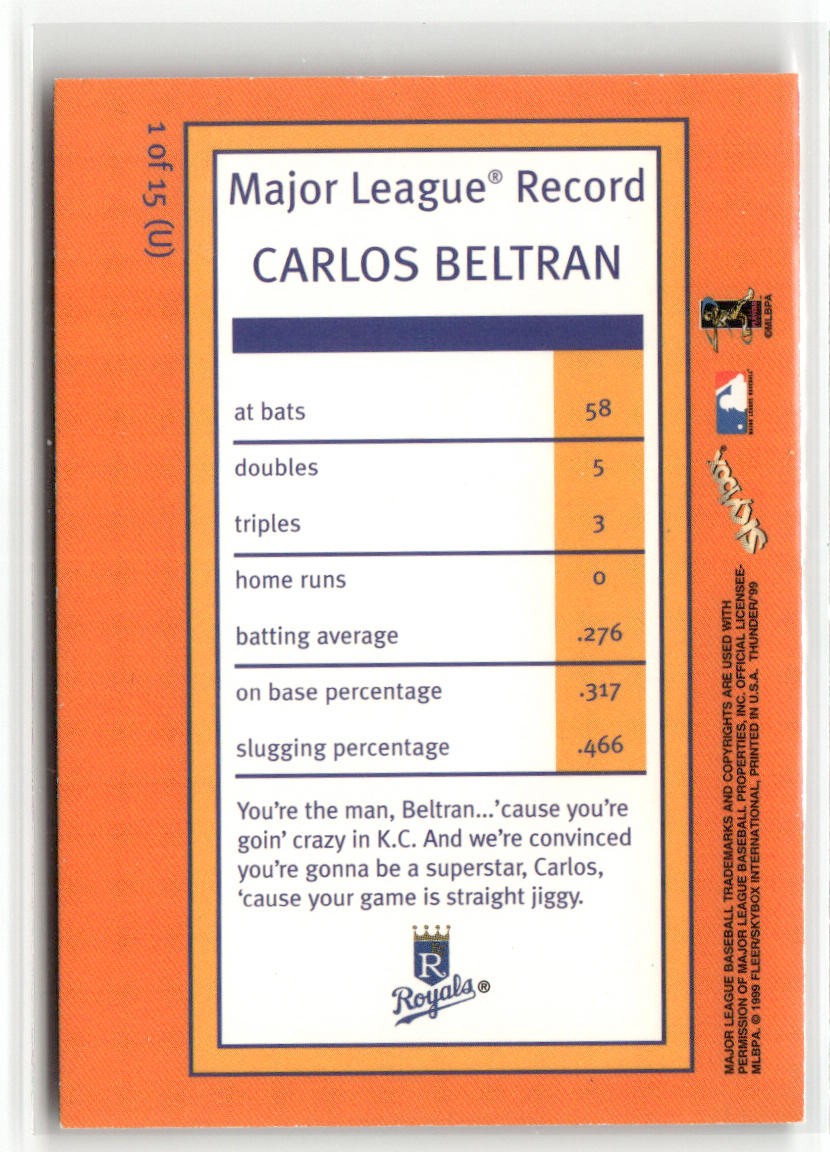 1 of 15 (U)
Major League® Record
CARLOS BELTRAN
at bats 58
doubles 5
triples 3
home runs 0
batting average .276
on base percentage .317
slugging percentage .466
You're the man, Beltran...'cause you're
goin' crazy in K.C. And we're convinced
you're gonna be a superstar, Carlos,
'cause your game is straight jiggy.
R
Royals®
©MLBPA
MAJOR LEAGUE BASEBALL®
SKYBOX®
MAJOR LEAGUE BASEBALL TRADEMARKS AND COPYRIGHTS ARE USED WITH
PERMISSION OF MAJOR LEAGUE BASEBALL PROPERTIES, INC. OFFICIAL LICENSEE-
MLBPA. © 1999 FLEER/SKYBOX INTERNATIONAL, PRINTED IN U.S.A. THUNDER/'99